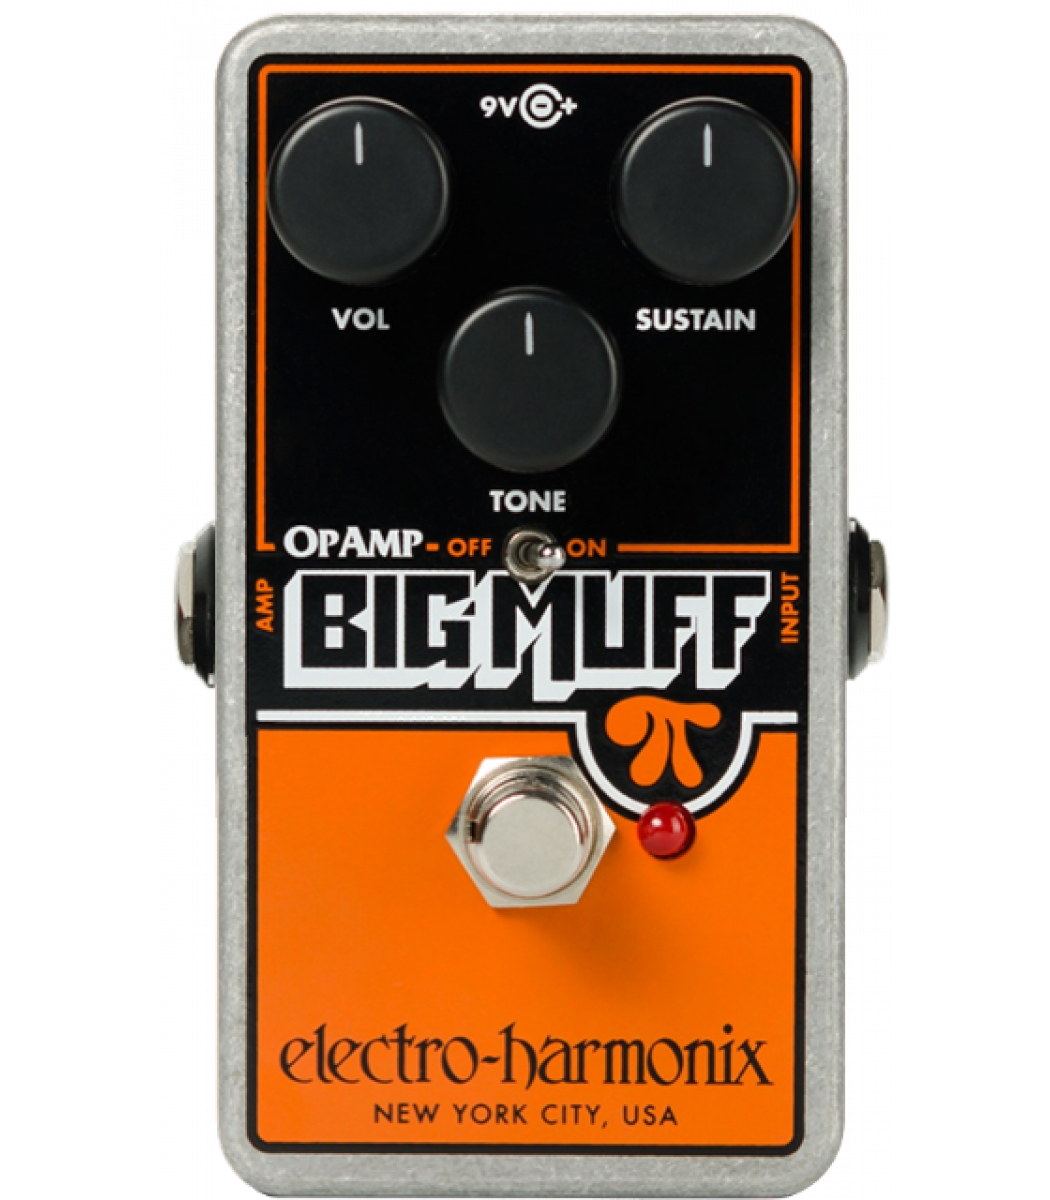 9V +
VOL
SUSTAIN
TONE
OPAMP OFF ON
AMP
BIG MUFF
INPUT
π
electro-harmonix
NEW YORK CITY, USA